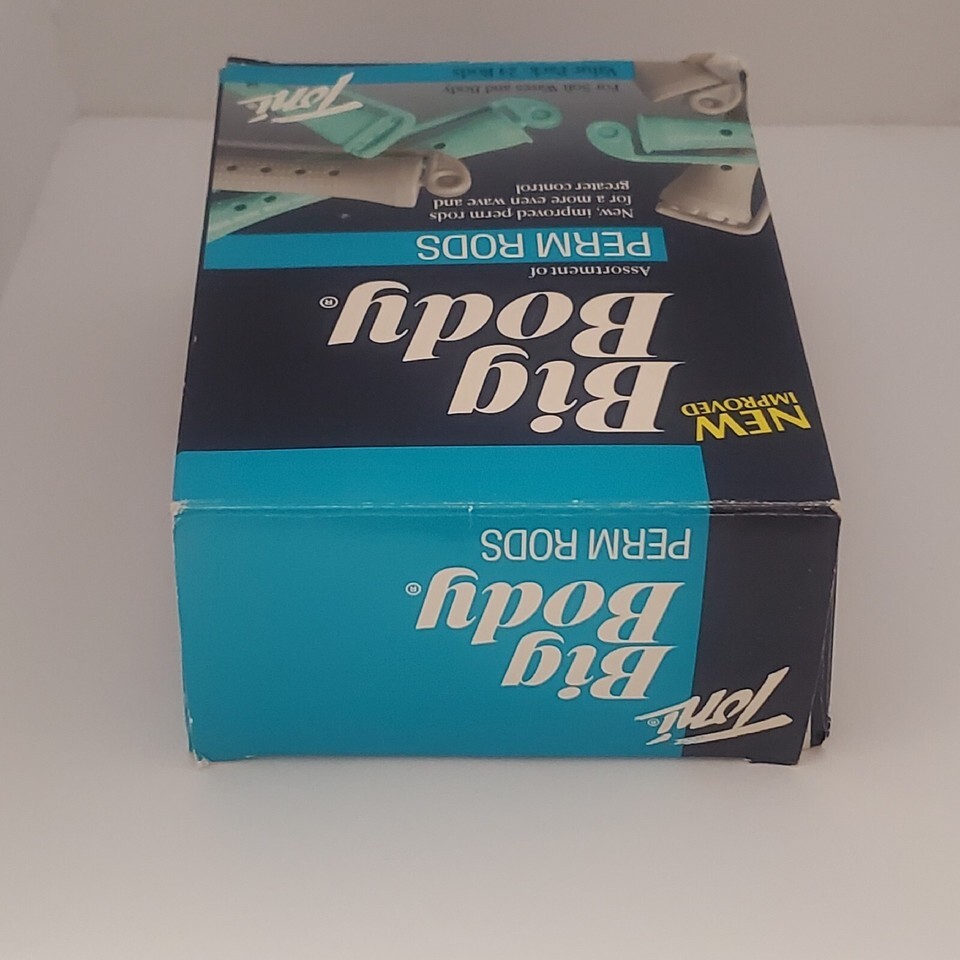 Toni®
Big
Body®
PERM RODS
NEW
IMPROVED
Big
Body®
Assortment of
PERM RODS
New, improved perm rods
for a more even wave and
greater control
For Soft Waves and Body
Value Pack 24 Rods
Toni